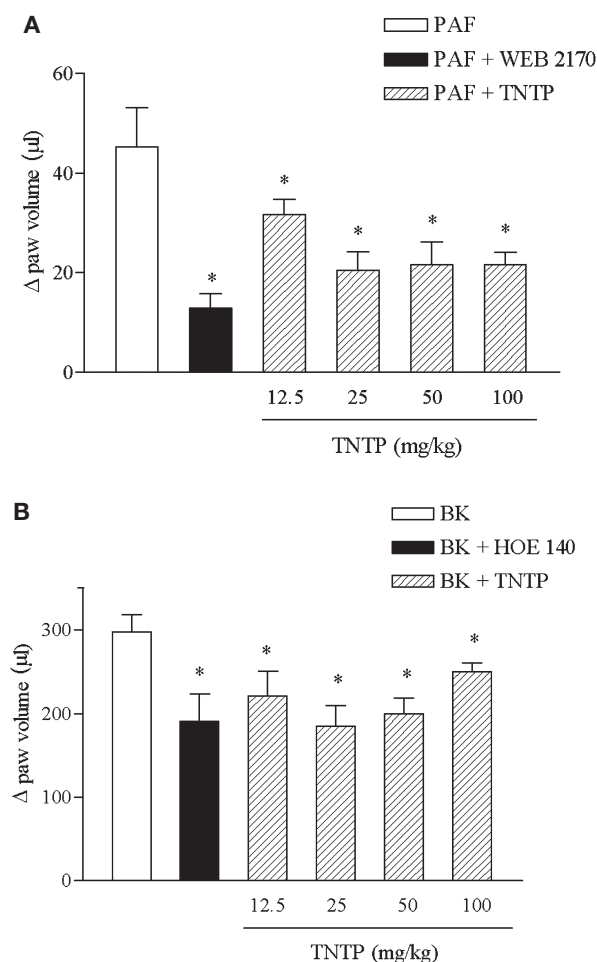 A
PAF
PAF + WEB 2170
PAF + TNTP
60
40
20
0
Δ paw volume (µl)
*
*
*
*
*
12.5 25 50 100
TNTP (mg/kg)
B
BK
BK + HOE 140
BK + TNTP
300
200
100
0
Δ paw volume (µl)
*
*
*
*
*
12.5 25 50 100
TNTP (mg/kg)